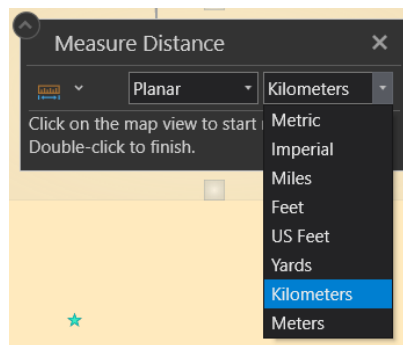 Measure Distance
Planar Kilometers
Click on the map view to start
Double-click to finish.
Metric
Imperial
Miles
Feet
US Feet
Yards
Kilometers
Meters